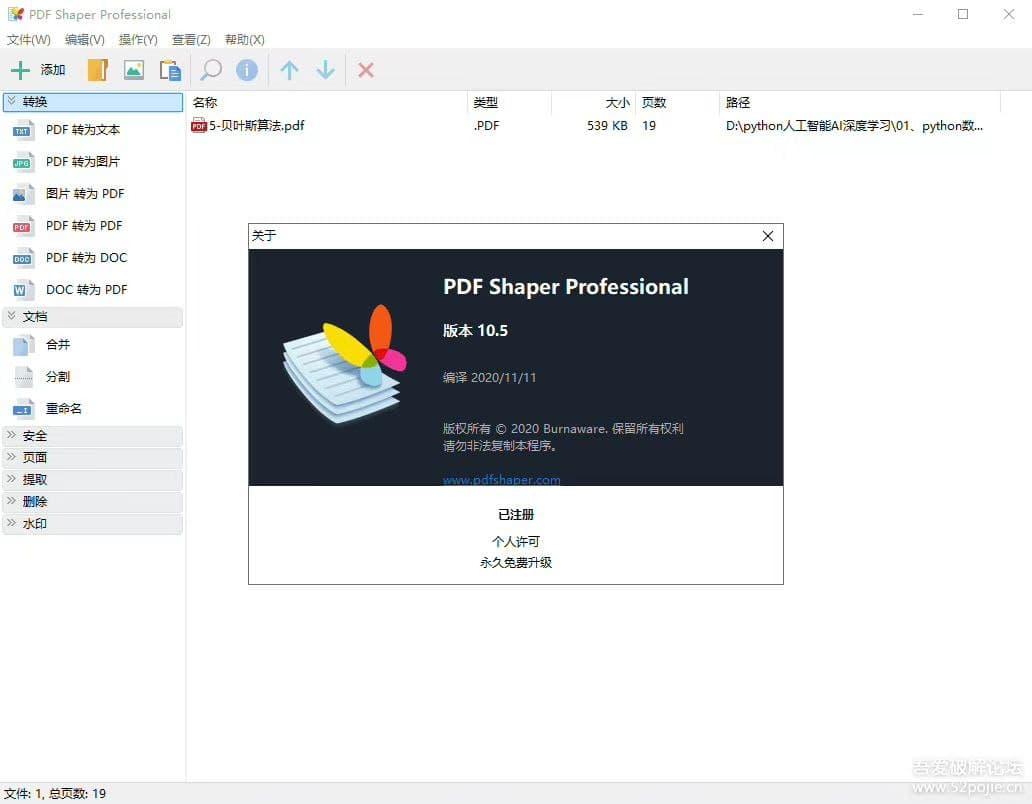 PDF Shaper Professional
文件(W) 编辑(V) 操作(Y) 查看(Z) 帮助(X)
添加
转换
PDF 转为文本
PDF 转为图片
图片 转为 PDF
PDF 转为 PDF
PDF 转为 DOC
DOC 转为 PDF
文档
合并
分割
重命名
安全
页面
提取
删除
水印
名称 类型 大小 页数 路径
5-贝叶斯算法.pdf .PDF 539 KB 19 D:\python人工智能AI深度学习\01、python数...
关于
PDF Shaper Professional
版本 10.5
编译 2020/11/11
版权所有 © 2020 Burnaware. 保留所有权利
请勿非法复制本程序。
www.pdfshaper.com
已注册
个人许可
永久免费升级
文件: 1, 总页数: 19
吾爱破解论坛
www.52pojie.cn